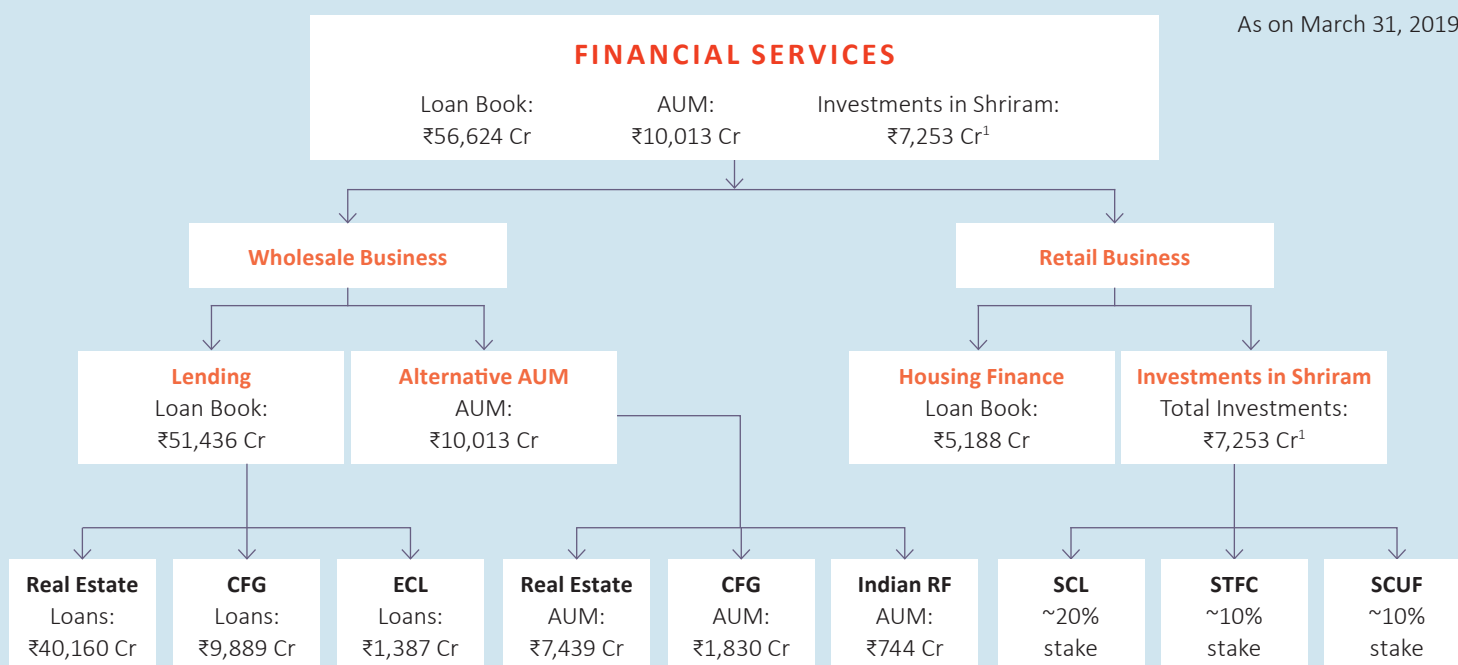 As on March 31, 2019
FINANCIAL SERVICES
Loan Book:
₹56,624 Cr
AUM:
₹10,013 Cr
Investments in Shriram:
₹7,253 Cr¹
Wholesale Business
Retail Business
Lending
Loan Book:
₹51,436 Cr
Alternative AUM
AUM:
₹10,013 Cr
Housing Finance
Loan Book:
₹5,188 Cr
Investments in Shriram
Total Investments:
₹7,253 Cr¹
Real Estate
Loans:
₹40,160 Cr
CFG
Loans:
₹9,889 Cr
ECL
Loans:
₹1,387 Cr
Real Estate
AUM:
₹7,439 Cr
CFG
AUM:
₹1,830 Cr
Indian RF
AUM:
₹744 Cr
SCL
~20%
stake
STFC
~10%
stake
SCUF
~10%
stake